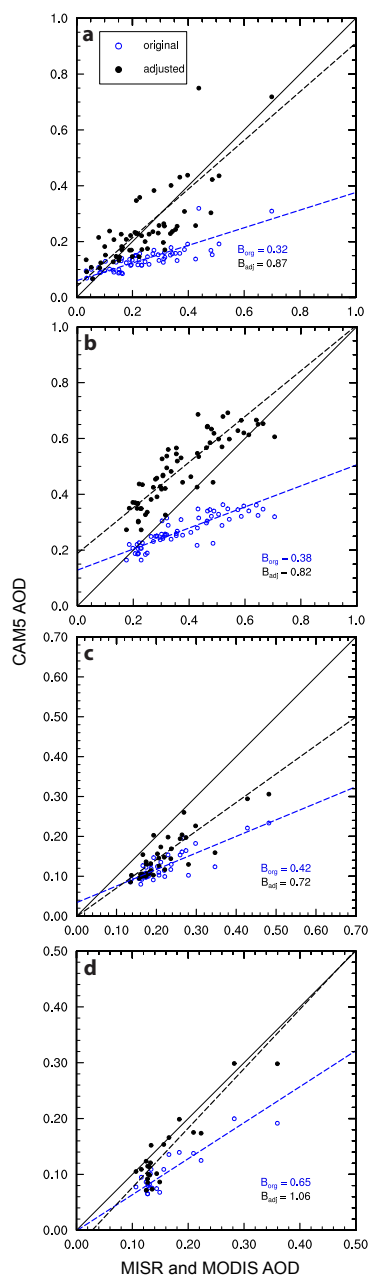 a
original
adjusted
1.0
0.8
0.6
0.4
0.2
0.0
B_org = 0.32
B_adj = 0.87
0.0 0.2 0.4 0.6 0.8 1.0
b
1.0
0.8
0.6
0.4
0.2
0.0
B_org = 0.38
B_adj = 0.82
0.0 0.2 0.4 0.6 0.8 1.0
CAM5 AOD
c
0.70
0.60
0.50
0.40
0.30
0.20
0.10
0.00
B_org = 0.42
B_adj = 0.72
0.00 0.10 0.20 0.30 0.40 0.50 0.60 0.70
d
0.50
0.40
0.30
0.20
0.10
0.00
B_org = 0.65
B_adj = 1.06
0.00 0.10 0.20 0.30 0.40 0.50
MISR and MODIS AOD